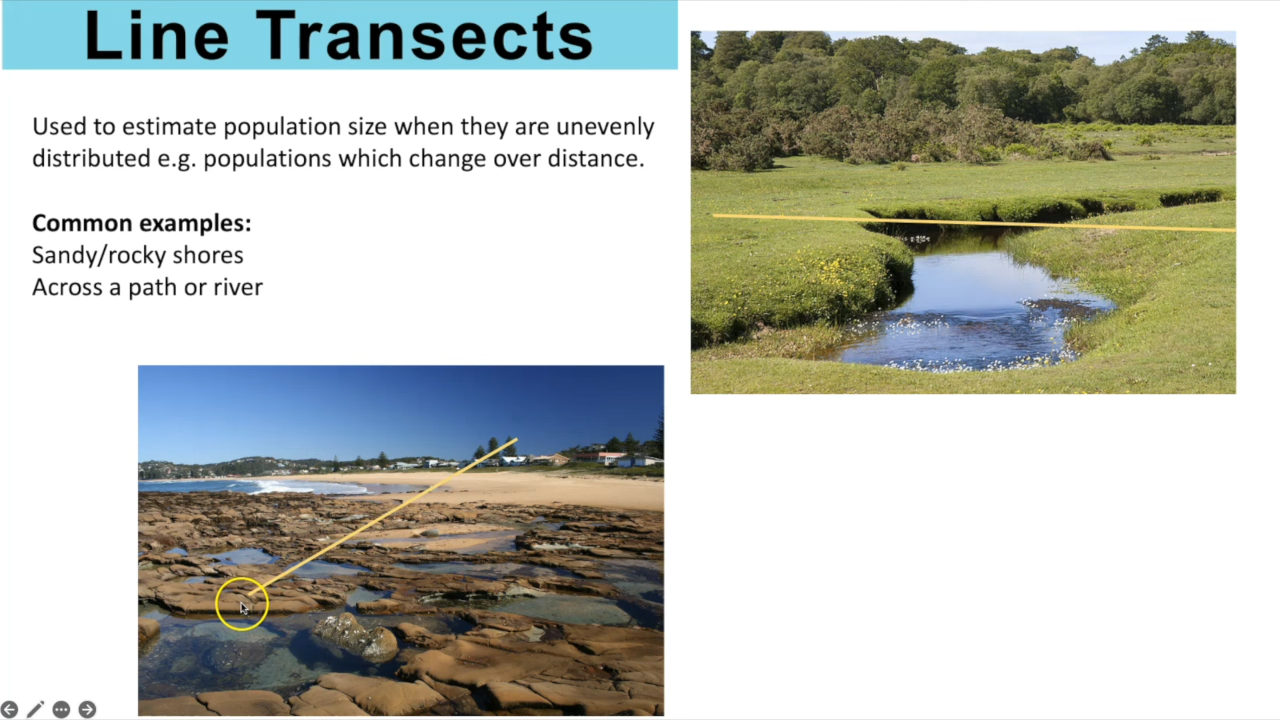 Line Transects
Used to estimate population size when they are unevenly
distributed e.g. populations which change over distance.
Common examples:
Sandy/rocky shores
Across a path or river